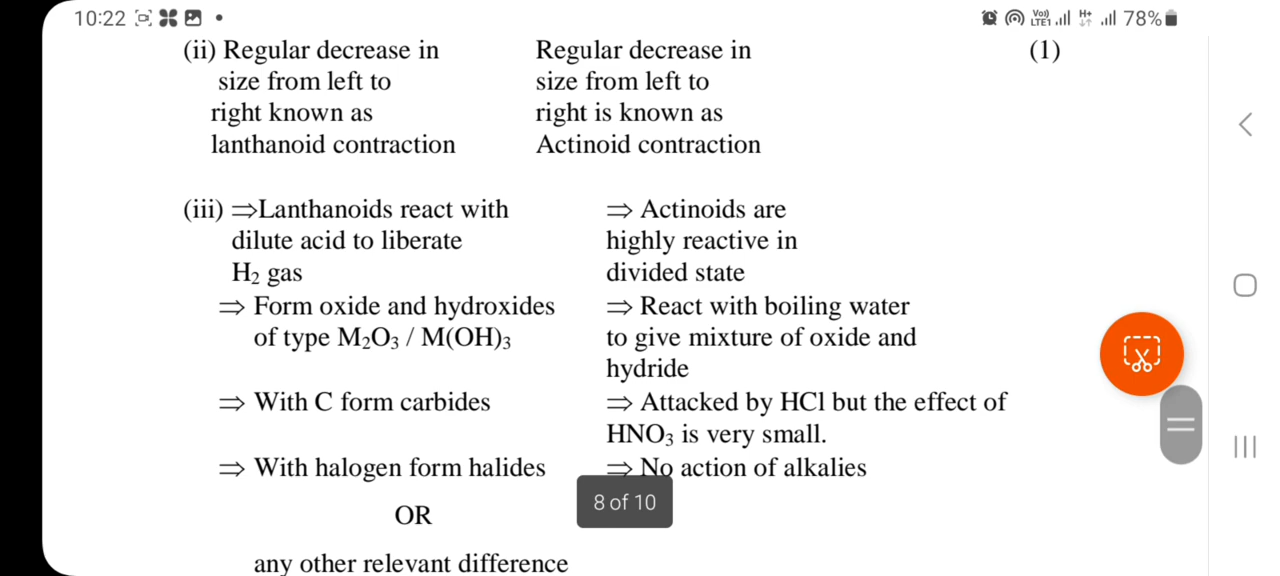 10:22
Vo) LTE1 H+ 78%
(ii) Regular decrease in Regular decrease in (1)
size from left to size from left to
right known as right is known as
lanthanoid contraction Actinoid contraction
(iii) ⇒Lanthanoids react with ⇒ Actinoids are
dilute acid to liberate highly reactive in
H₂ gas divided state
⇒ Form oxide and hydroxides ⇒ React with boiling water
of type M₂O₃ / M(OH)₃ to give mixture of oxide and
hydride
⇒ With C form carbides ⇒ Attacked by HCl but the effect of
HNO₃ is very small.
⇒ With halogen form halides ⇒ No action of alkalies
8 of 10
OR
any other relevant difference